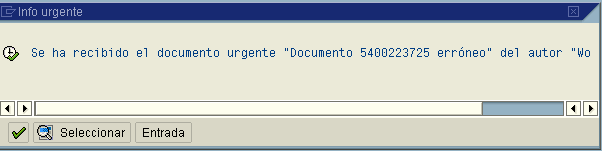 Info urgente
Se ha recibido el documento urgente "Documento 5400223725 erróneo" del autor "Wo
Seleccionar Entrada